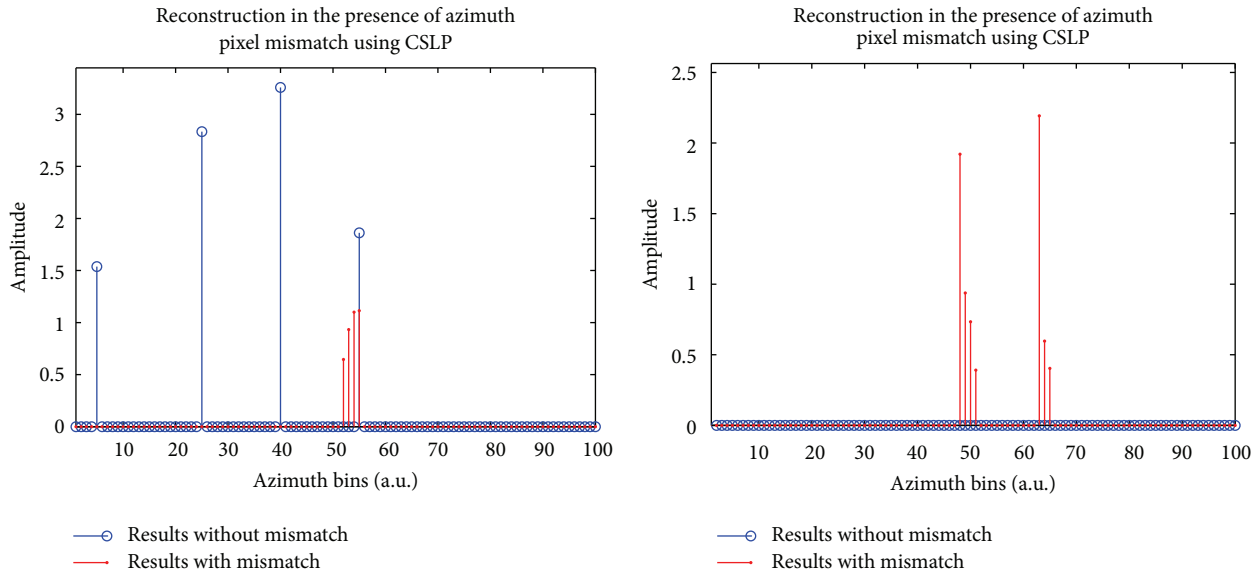 Reconstruction in the presence of azimuth
pixel mismatch using CSLP
3
2.5
2
1.5
1
0.5
0
Amplitude
10 20 30 40 50 60 70 80 90 100
Azimuth bins (a.u.)
Results without mismatch
Results with mismatch
Reconstruction in the presence of azimuth
pixel mismatch using CSLP
2.5
2
1.5
1
0.5
0
Amplitude
10 20 30 40 50 60 70 80 90 100
Azimuth bins (a.u.)
Results without mismatch
Results with mismatch